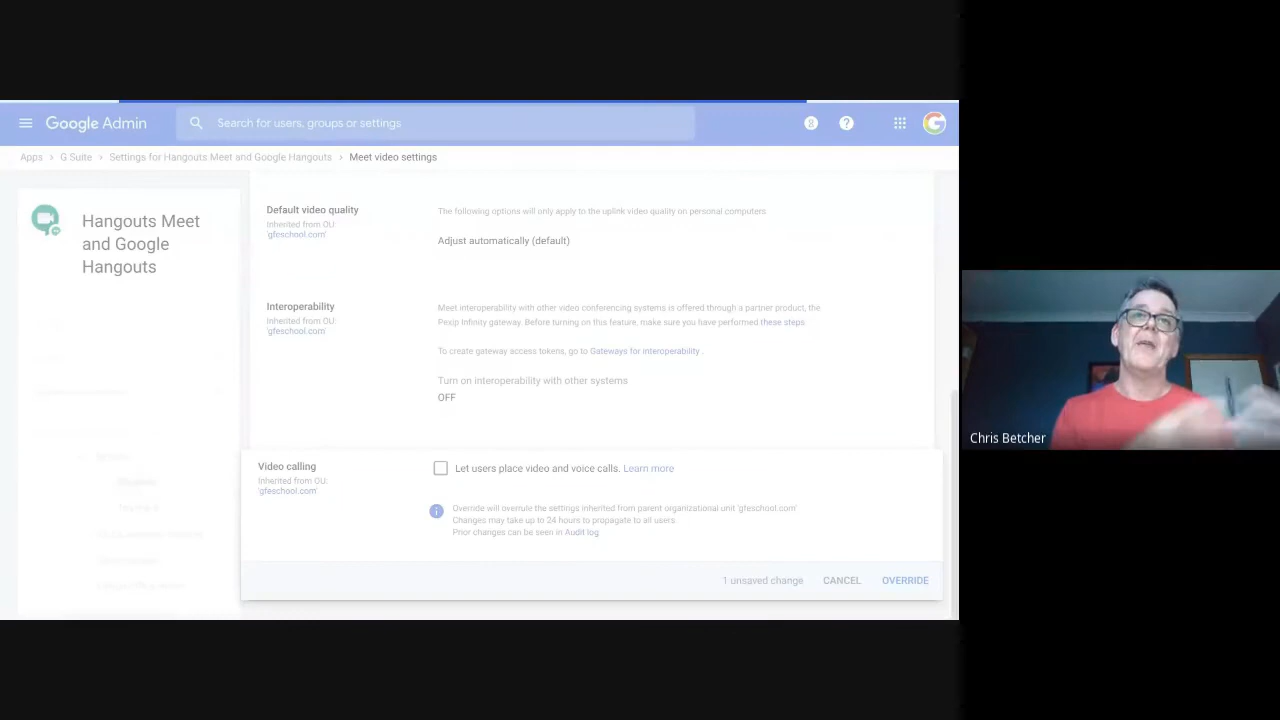 Google Admin
Search for users, groups or settings
Apps > G Suite > Settings for Hangouts Meet and Google Hangouts > Meet video settings
Hangouts Meet
and Google
Hangouts
Default video quality
Inherited from OU:
'gfeschool.com'
The following options will only apply to the uplink video quality on personal computers
Adjust automatically (default)
Interoperability
Inherited from OU:
'gfeschool.com'
Meet interoperability with other video conferencing systems is offered through a partner product, the
Pexip Infinity gateway. Before turning on this feature, make sure you have performed these steps
To create gateway access tokens, go to Gateways for interoperability .
Turn on interoperability with other systems
OFF
Video calling
Inherited from OU:
'gfeschool.com'
Let users place video and voice calls. Learn more
Override will overrule the settings inherited from parent organizational unit 'gfeschool.com'
Changes may take up to 24 hours to propagate to all users.
Prior changes can be seen in Audit log
1 unsaved change CANCEL OVERRIDE
Chris Betcher